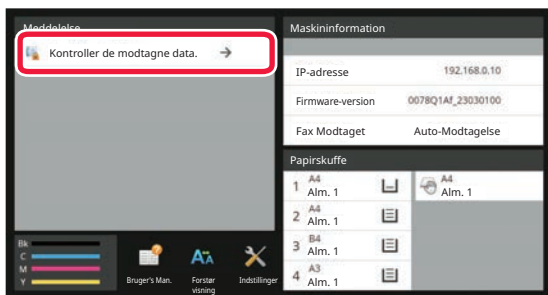 Meddelelse
Kontroller de modtagne data.
Maskininformation
IP-adresse 192.168.0.10
Firmware-version 0078Q1Af_23030100
Fax Modtaget Auto-Modtagelse
Papirskuffe
1 A4
Alm. 1
A4
Alm. 1
2 A4
Alm. 1
3 B4
Alm. 1
4 A3
Alm. 1
Bk
C
M
Y
Bruger's Man.
Forstør
visning
Indstillinger